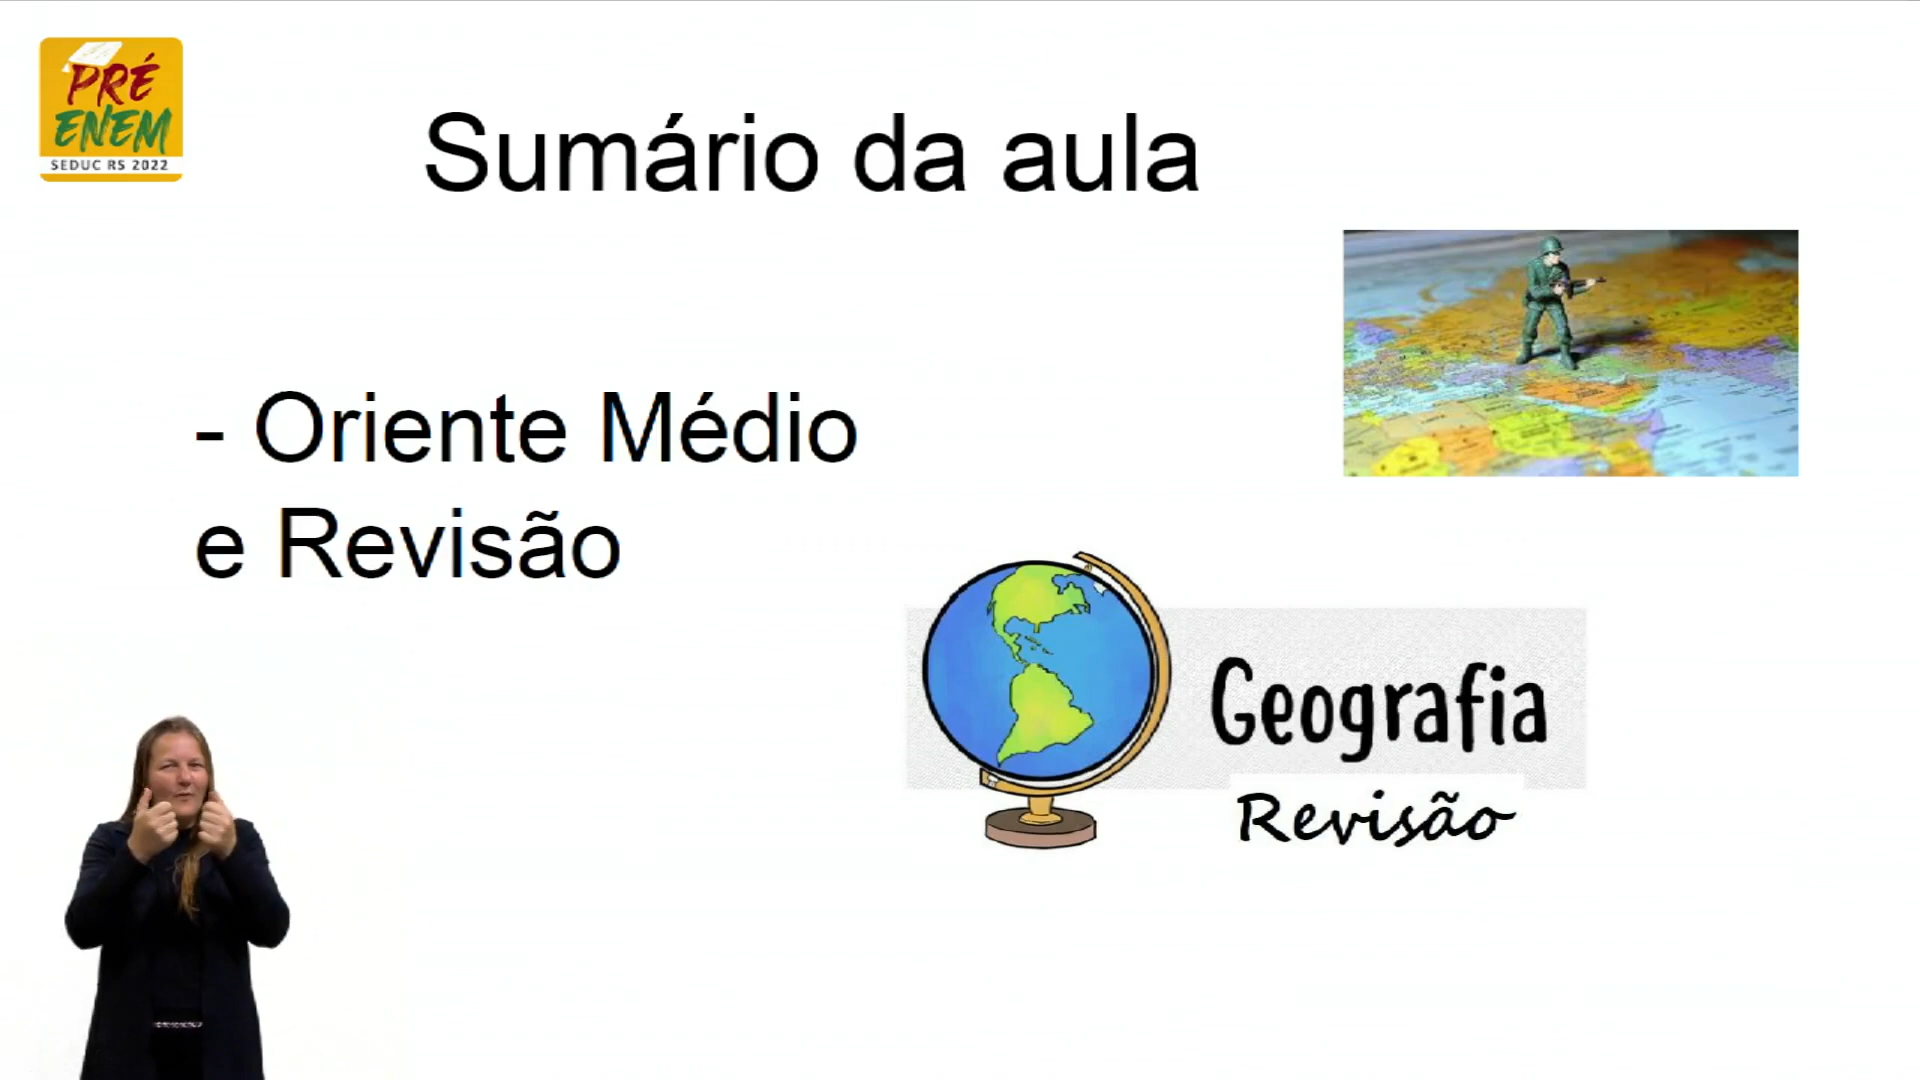 PRÉ
ENEM
SEDUC RS 2022
Sumário da aula
- Oriente Médio
e Revisão
Geografia
Revisão